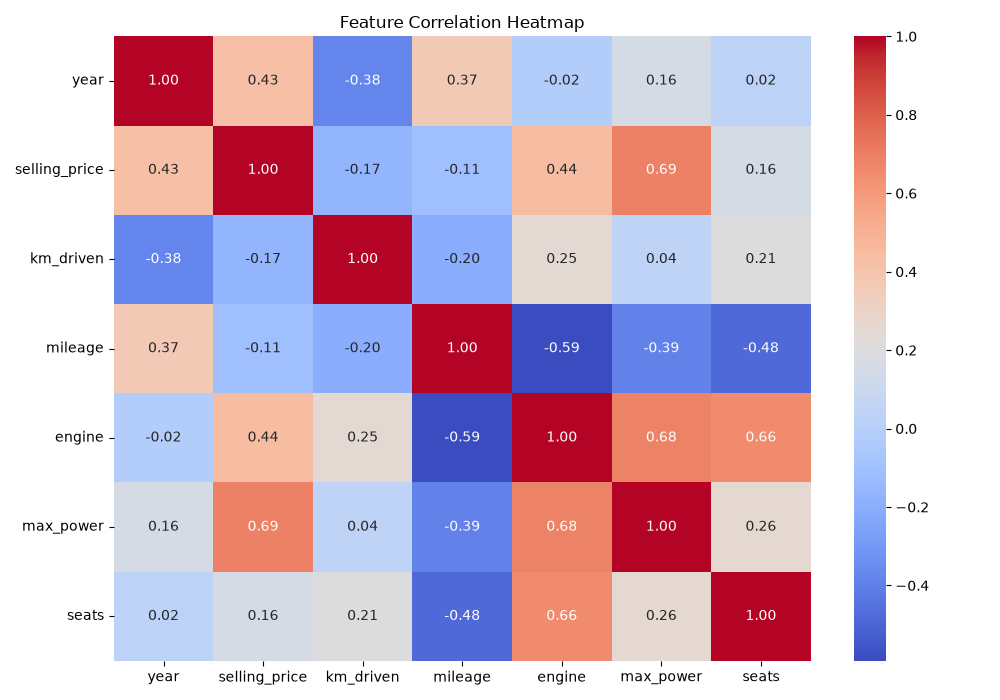 Feature Correlation Heatmap
year 1.00 0.43 -0.38 0.37 -0.02 0.16 0.02
selling_price 0.43 1.00 -0.17 -0.11 0.44 0.69 0.16
km_driven -0.38 -0.17 1.00 -0.20 0.25 0.04 0.21
mileage 0.37 -0.11 -0.20 1.00 -0.59 -0.39 -0.48
engine -0.02 0.44 0.25 -0.59 1.00 0.68 0.66
max_power 0.16 0.69 0.04 -0.39 0.68 1.00 0.26
seats 0.02 0.16 0.21 -0.48 0.66 0.26 1.00
year selling_price km_driven mileage engine max_power seats
1.0
0.8
0.6
0.4
0.2
0.0
−0.2
−0.4